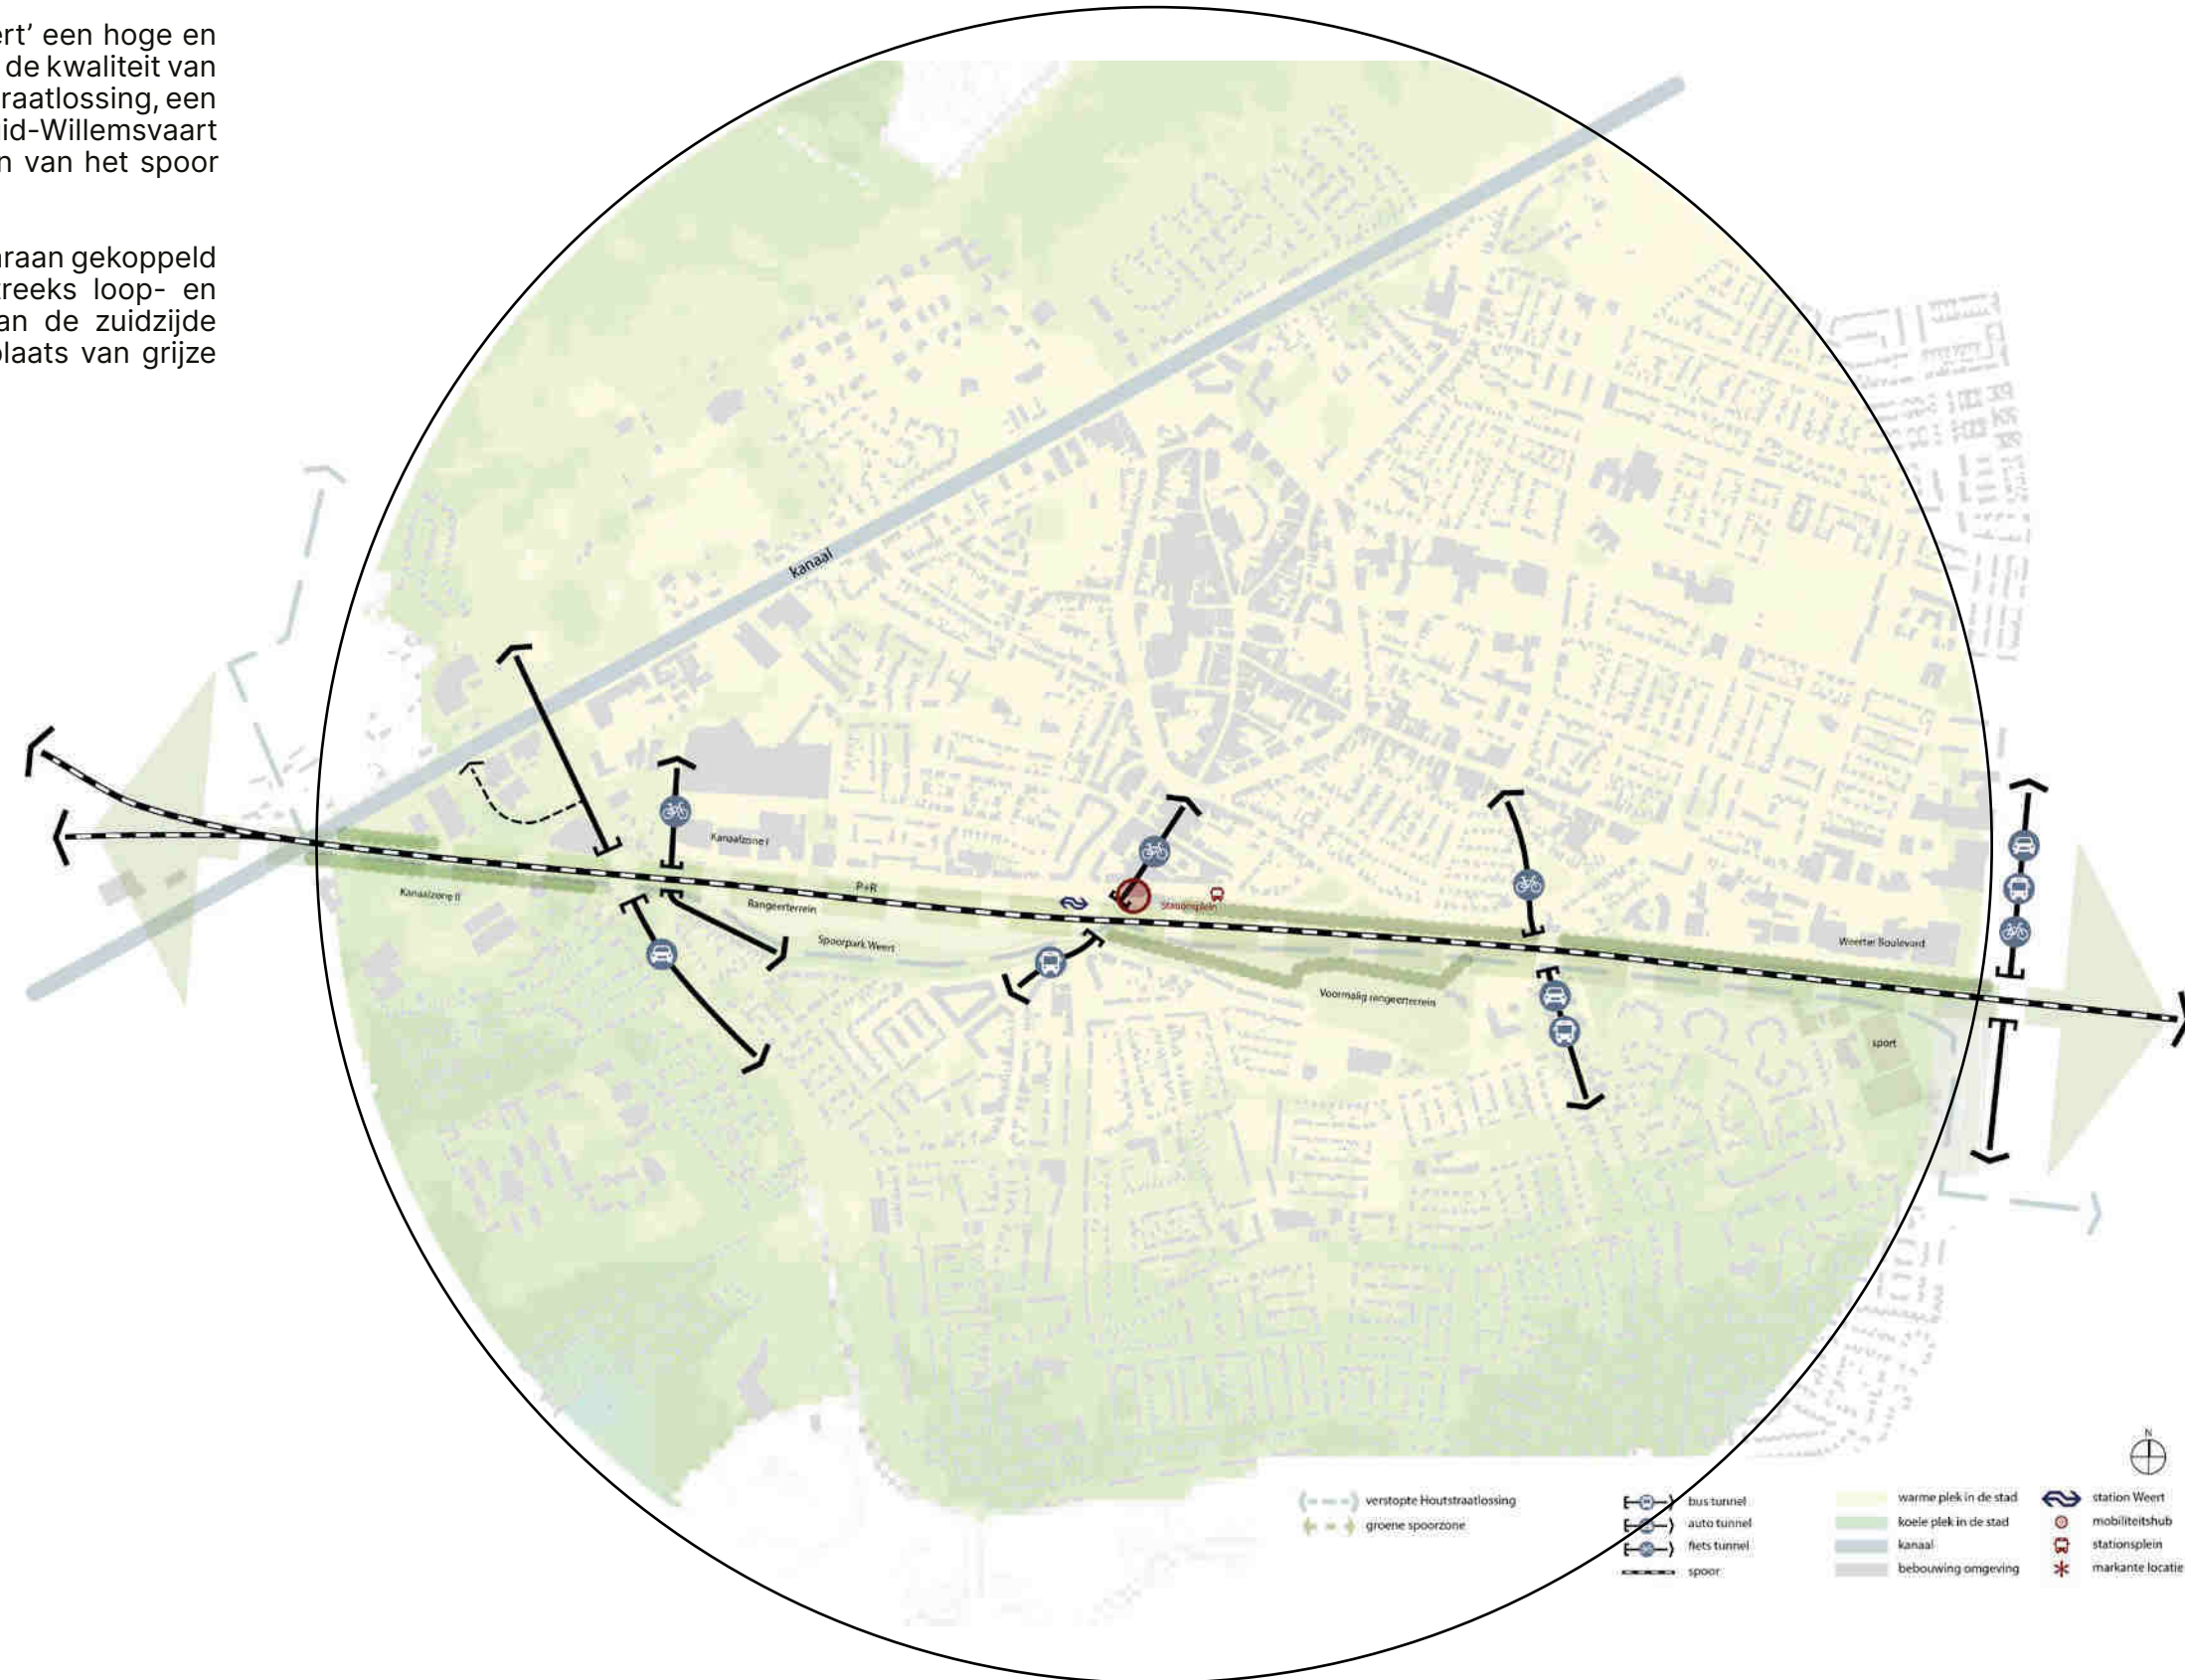 ert’ een hoge en
de kwaliteit van
raatlossing, een
id-Willemsvaart
n van het spoor
araan gekoppeld
treeks loop- en
an de zuidzijde
plaats van grijze
kanaal
Kanaalzone I
P+R
Kanaalzone II
Rangeerterrein
Stationsplein
Spoorpark Weert
Weerter Boulevard
Voormalig rangeerterrein
sport
N
verstopte Houtstraatlossing
groene spoorzone
bus tunnel
auto tunnel
fiets tunnel
spoor
warme plek in de stad
koele plek in de stad
kanaal
bebouwing omgeving
station Weert
mobiliteitshub
stationsplein
markante locatie